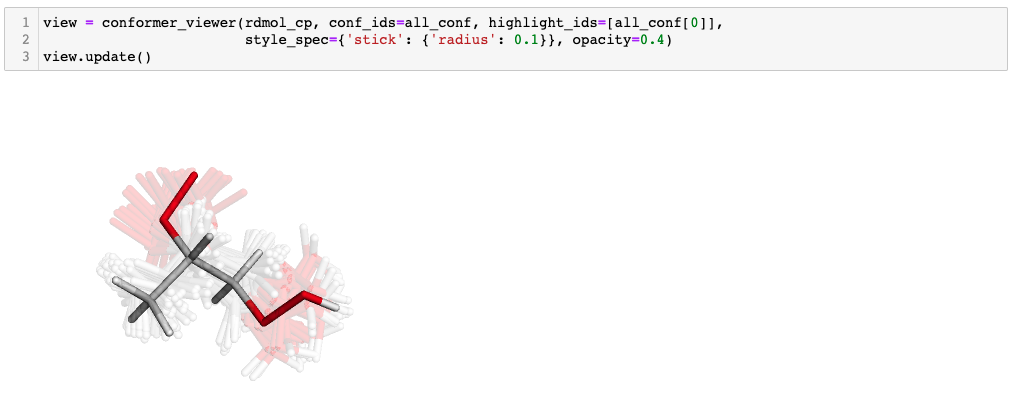 1 view = conformer_viewer(rdmol_cp, conf_ids=all_conf, highlight_ids=[all_conf[0]],
2 style_spec={'stick': {'radius': 0.1}}, opacity=0.4)
3 view.update()